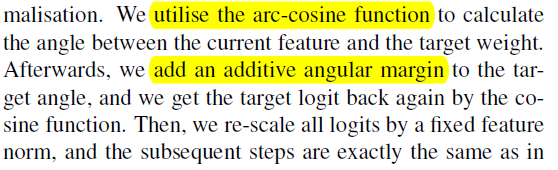 malisation. We utilise the arc-cosine function to calculate
the angle between the current feature and the target weight.
Afterwards, we add an additive angular margin to the tar-
get angle, and we get the target logit back again by the co-
sine function. Then, we re-scale all logits by a fixed feature
norm, and the subsequent steps are exactly the same as in